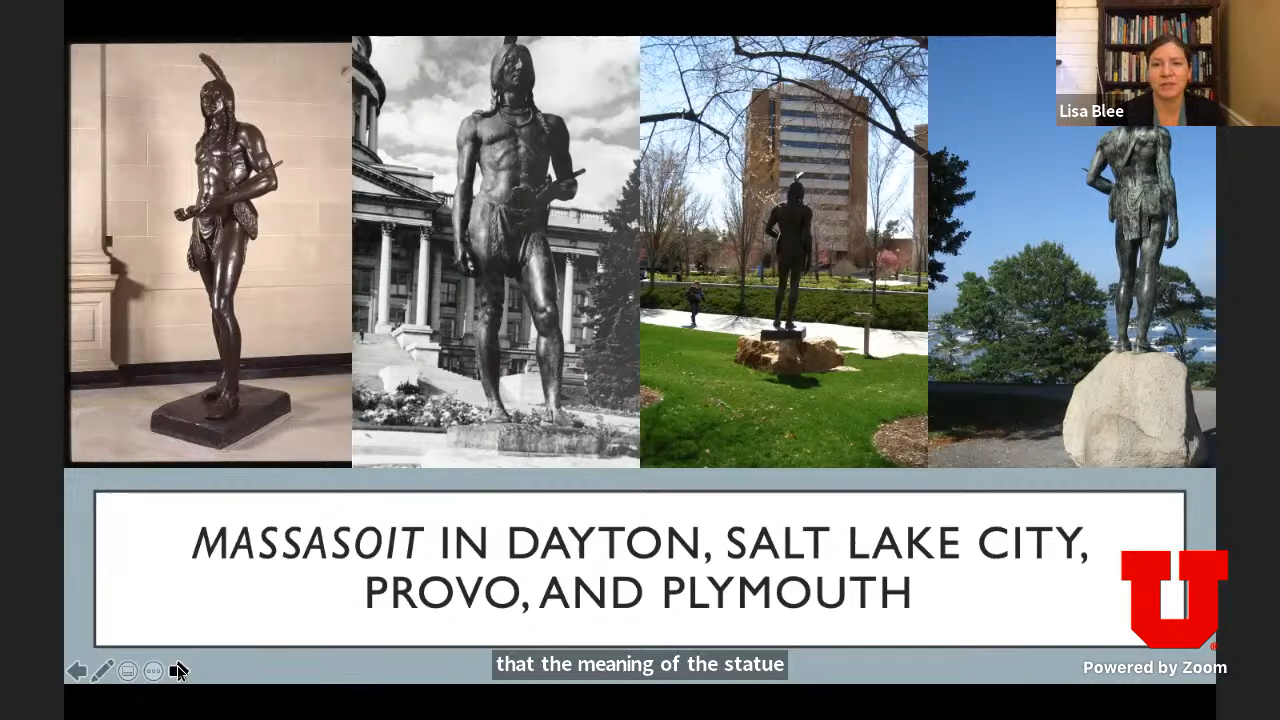 Lisa Blee
MASSASOIT IN DAYTON, SALT LAKE CITY,
PROVO, AND PLYMOUTH
that the meaning of the statue
U
Powered by Zoom